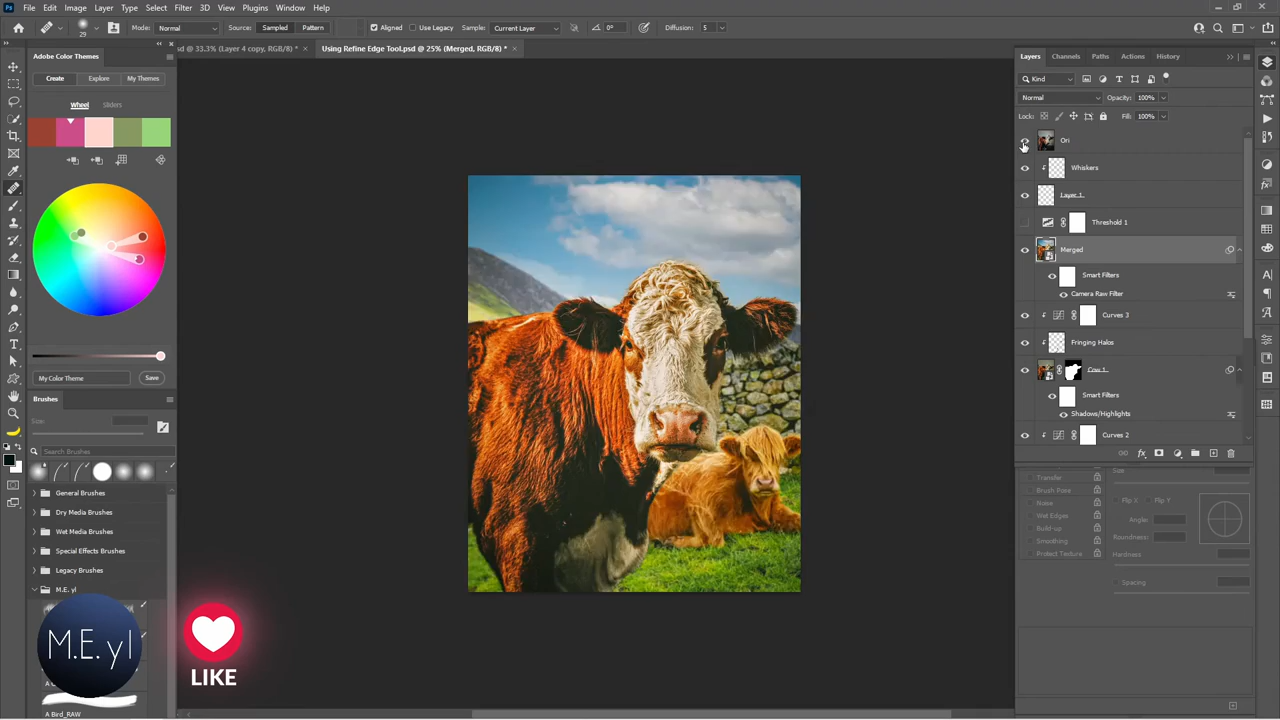 Ps File Edit Image Layer Type Select Filter 3D View Plugins Window Help
29 Mode: Normal Source: Sampled Pattern Aligned Use Legacy Sample: Current Layer 0° Diffusion: 5
sd @ 33.3% (Layer 4 copy, RGB/8) * × Using Refine Edge Tool.psd @ 25% (Merged, RGB/8) * ×
Adobe Color Themes
Create Explore My Themes
Wheel Sliders
My Color Theme Save
Brushes
Size:
Search Brushes
General Brushes
Dry Media Brushes
Wet Media Brushes
Special Effects Brushes
Legacy Brushes
M.E. yl
A Bird_RAW
M.E. yl
LIKE
Layers Channels Paths Actions History
Kind
Normal Opacity: 100%
Lock: Fill: 100%
Ori
Whiskers
Layer 1
Threshold 1
Merged
Smart Filters
Camera Raw Filter
Curves 3
Fringing Halos
Cow 1
Smart Filters
Shadows/Highlights
Curves 2
fx
Transfer
Brush Pose
Noise
Wet Edges
Build-up
Smoothing
Protect Texture
Size
Flip X Flip Y
Angle:
Roundness:
Hardness
Spacing